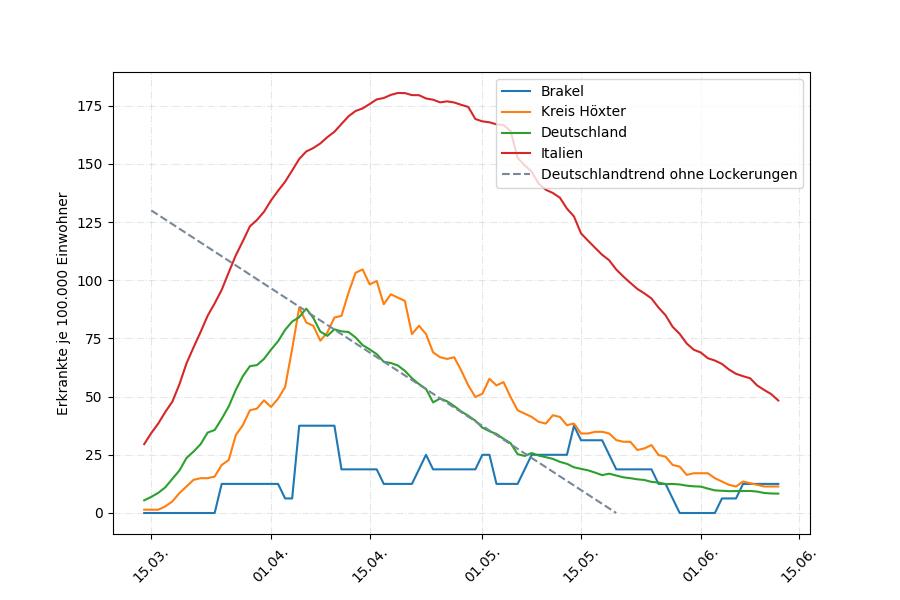 Brakel
Kreis Höxter
Deutschland
Italien
Deutschlandtrend ohne Lockerungen
Erkrankte je 100.000 Einwohner
175
150
125
100
75
50
25
0
15.03.
01.04.
15.04.
01.05.
15.05.
01.06.
15.06.